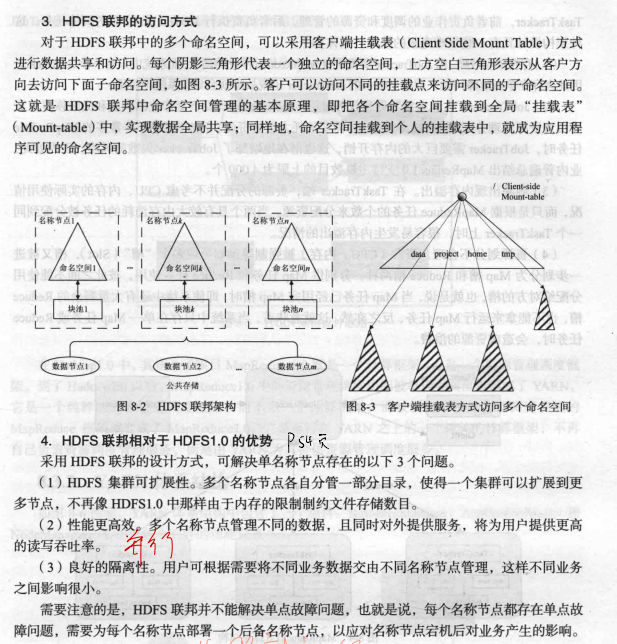 3. HDFS 联邦的访问方式
对于 HDFS 联邦中的多个命名空间，可以采用客户端挂载表（Client Side Mount Table）方式
进行数据共享和访问。每个阴影三角形代表一个独立的命名空间，上方空白三角形表示从客户方
向去访问下面子命名空间，如图 8-3 所示。客户可以访问不同的挂载点来访问不同的子命名空间。
这就是 HDFS 联邦中命名空间管理的基本原理，即把各个命名空间挂载到全局“挂载表”
（Mount-table）中，实现数据全局共享；同样地，命名空间挂载到个人的挂载表中，就成为应用程
序可见的命名空间。
名称节点1
名称节点k
名称节点n
命名空间1
命名空间k
命名空间n
...
...
块池1
块池k
块池n
数据节点1
数据节点2
...
数据节点m
公共存储
图 8-2 HDFS 联邦架构
/ Client-side
Mount-table
data project home tmp
图 8-3 客户端挂载表方式访问多个命名空间
4. HDFS 联邦相对于 HDFS1.0 的优势 P54页
采用 HDFS 联邦的设计方式，可解决单名称节点存在的以下 3 个问题。
（1）HDFS 集群可扩展性。多个名称节点各自分管一部分目录，使得一个集群可以扩展到更
多节点，不再像 HDFS1.0 中那样由于内存的限制制约文件存储数目。
（2）性能更高效。多个名称节点管理不同的数据，且同时对外提供服务，将为用户提供更高
的读写吞吐率。
并行
（3）良好的隔离性。用户可根据需要将不同业务数据交由不同名称节点管理，这样不同业务
之间影响很小。
需要注意的是，HDFS 联邦并不能解决单点故障问题，也就是说，每个名称节点都存在单点故
障问题，需要为每个名称节点部署一个后备名称节点，以应对名称节点宕机后对业务产生的影响。